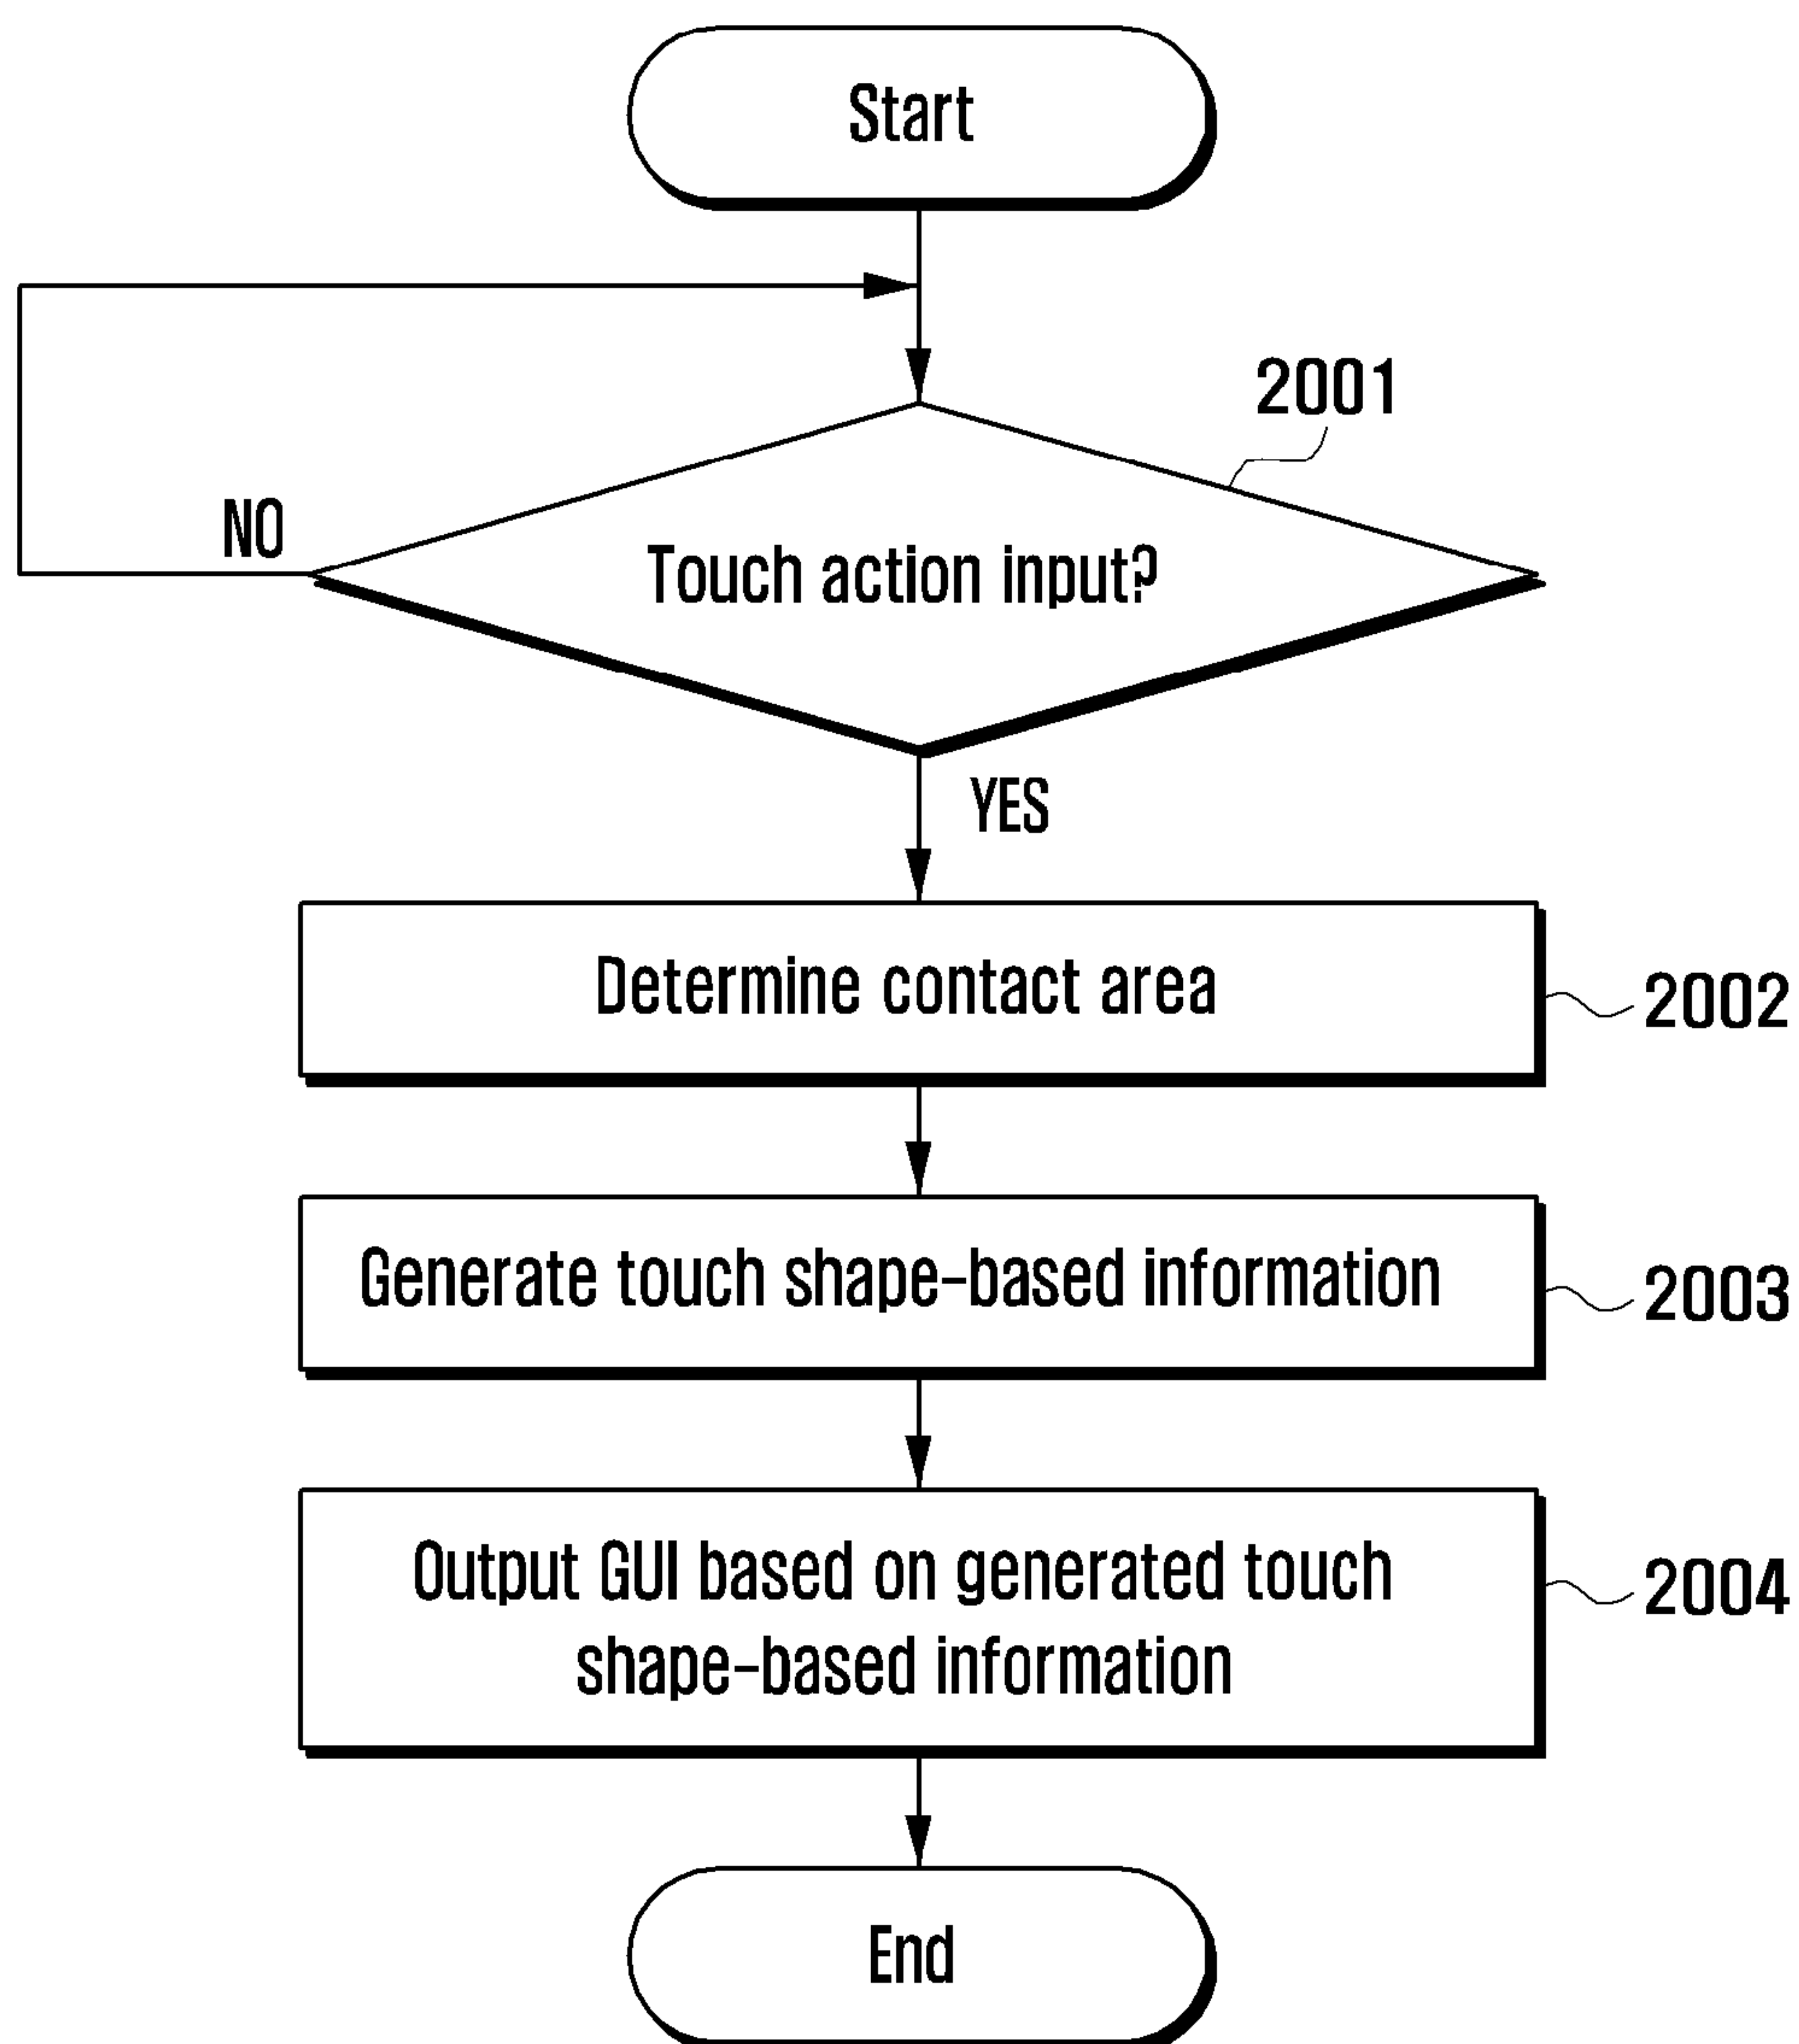 Start
2001
NO
Touch action input?
YES
Determine contact area
2002
Generate touch shape-based information
2003
Output GUI based on generated touch
shape-based information
2004
End